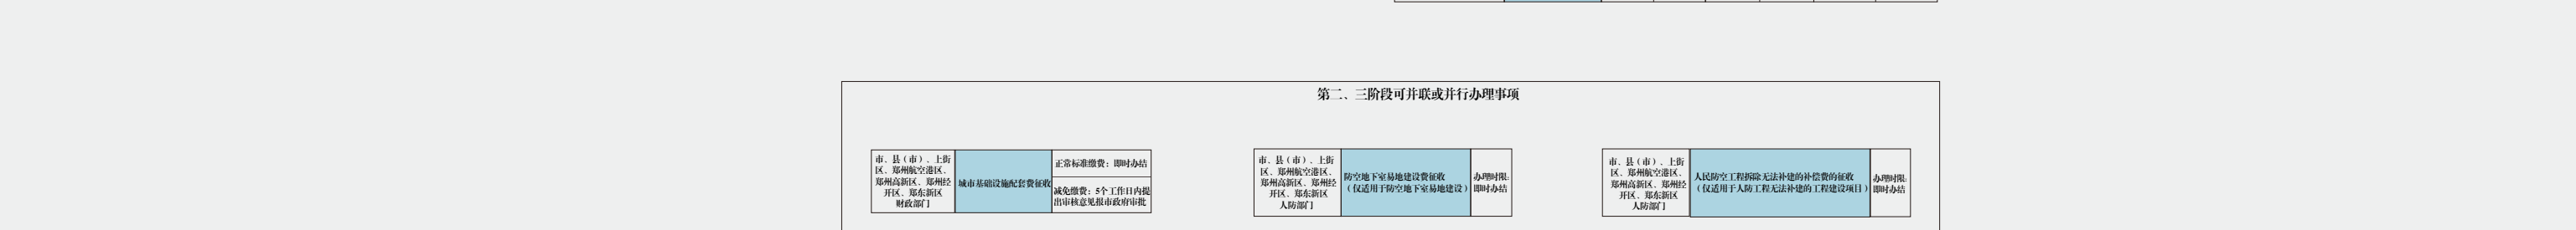 第二、三阶段可并联或并行办理事项
市、县（市）、上街
区、郑州航空港区、
郑州高新区、郑州经
开区、郑东新区
财政部门
城市基础设施配套费征收
正常标准缴费：即时办结
减免缴费：5个工作日内提
出审核意见报市政府审批
市、县（市）、上街
区、郑州航空港区、
郑州高新区、郑州经
开区、郑东新区
人防部门
防空地下室易地建设费征收
（仅适用于防空地下室易地建设）
办理时限：
即时办结
市、县（市）、上街
区、郑州航空港区、
郑州高新区、郑州经
开区、郑东新区
人防部门
人民防空工程拆除无法补建的补偿费的征收
（仅适用于人防工程无法补建的工程建设项目）
办理时限：
即时办结